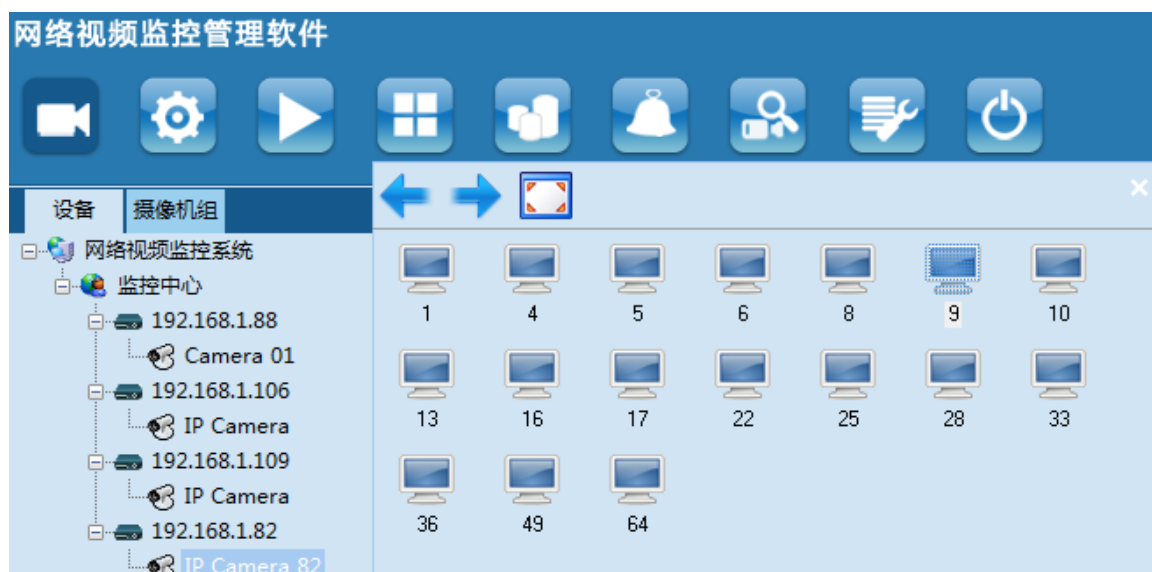 网络视频监控管理软件
设备 摄像机组
网络视频监控系统
监控中心
192.168.1.88
Camera 01
192.168.1.106
IP Camera
192.168.1.109
IP Camera
192.168.1.82
IP Camera 82
1 4 5 6 8 9 10
13 16 17 22 25 28 33
36 49 64